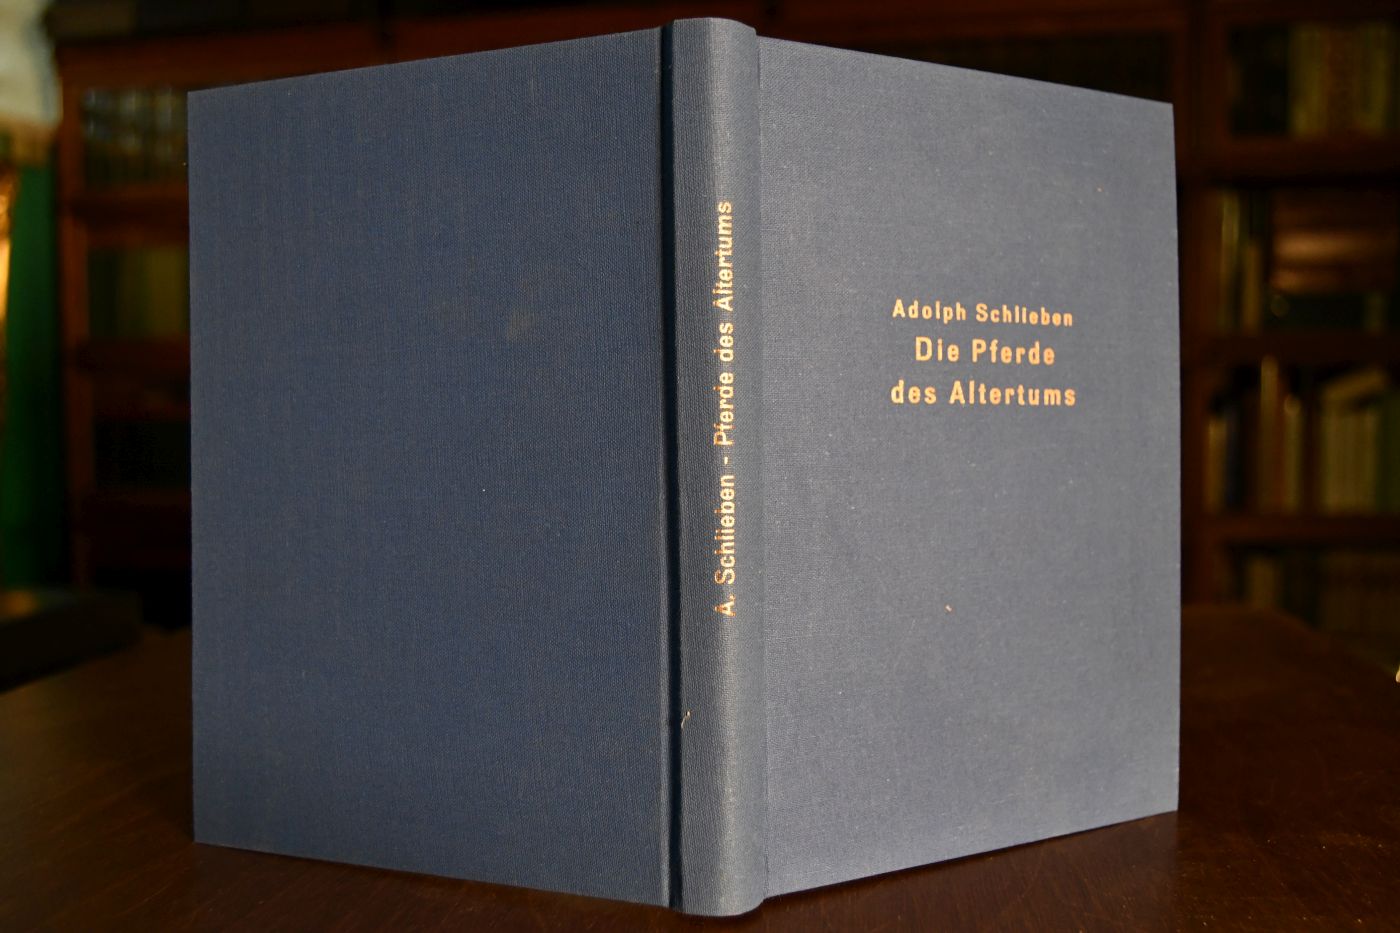 A. Schlieben - Pferde des Altertums
Adolph Schlieben
Die Pferde
des Altertums